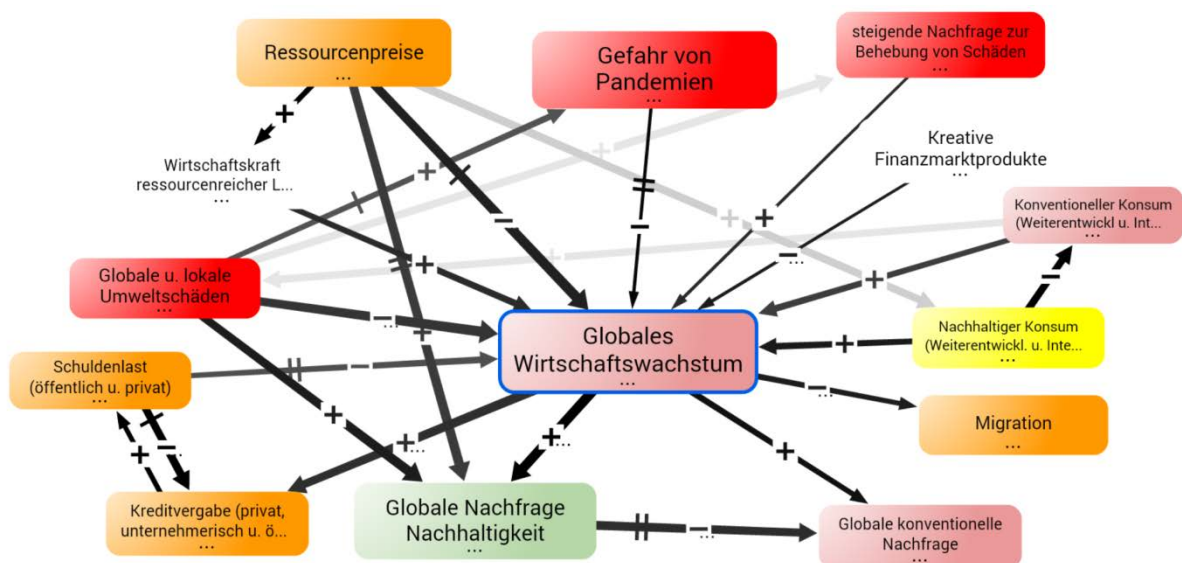 Ressourcenpreise
...
Gefahr von
Pandemien
...
steigende Nachfrage zur
Behebung von Schäden
...
+
Wirtschaftskraft
ressourcenreicher L...
...
Kreative
Finanzmarktprodukte
...
+
+
–
–
+
+
–...
Konventioneller Konsum
(Weiterentwickl u. Int...
...
+
+
+
–
Globale u. lokale
Umweltschäden
...
–...
+
Globales
Wirtschaftswachstum
...
+
Nachhaltiger Konsum
(Weiterentwickl. u. Inte...
...
Schuldenlast
(öffentlich u. privat)
...
–
–...
Migration
...
+
–...
+
+...
+...
+
Kreditvergabe (privat,
unternehmerisch u. ö...
...
Globale Nachfrage
Nachhaltigkeit
...
–...
Globale konventionelle
Nachfrage
...